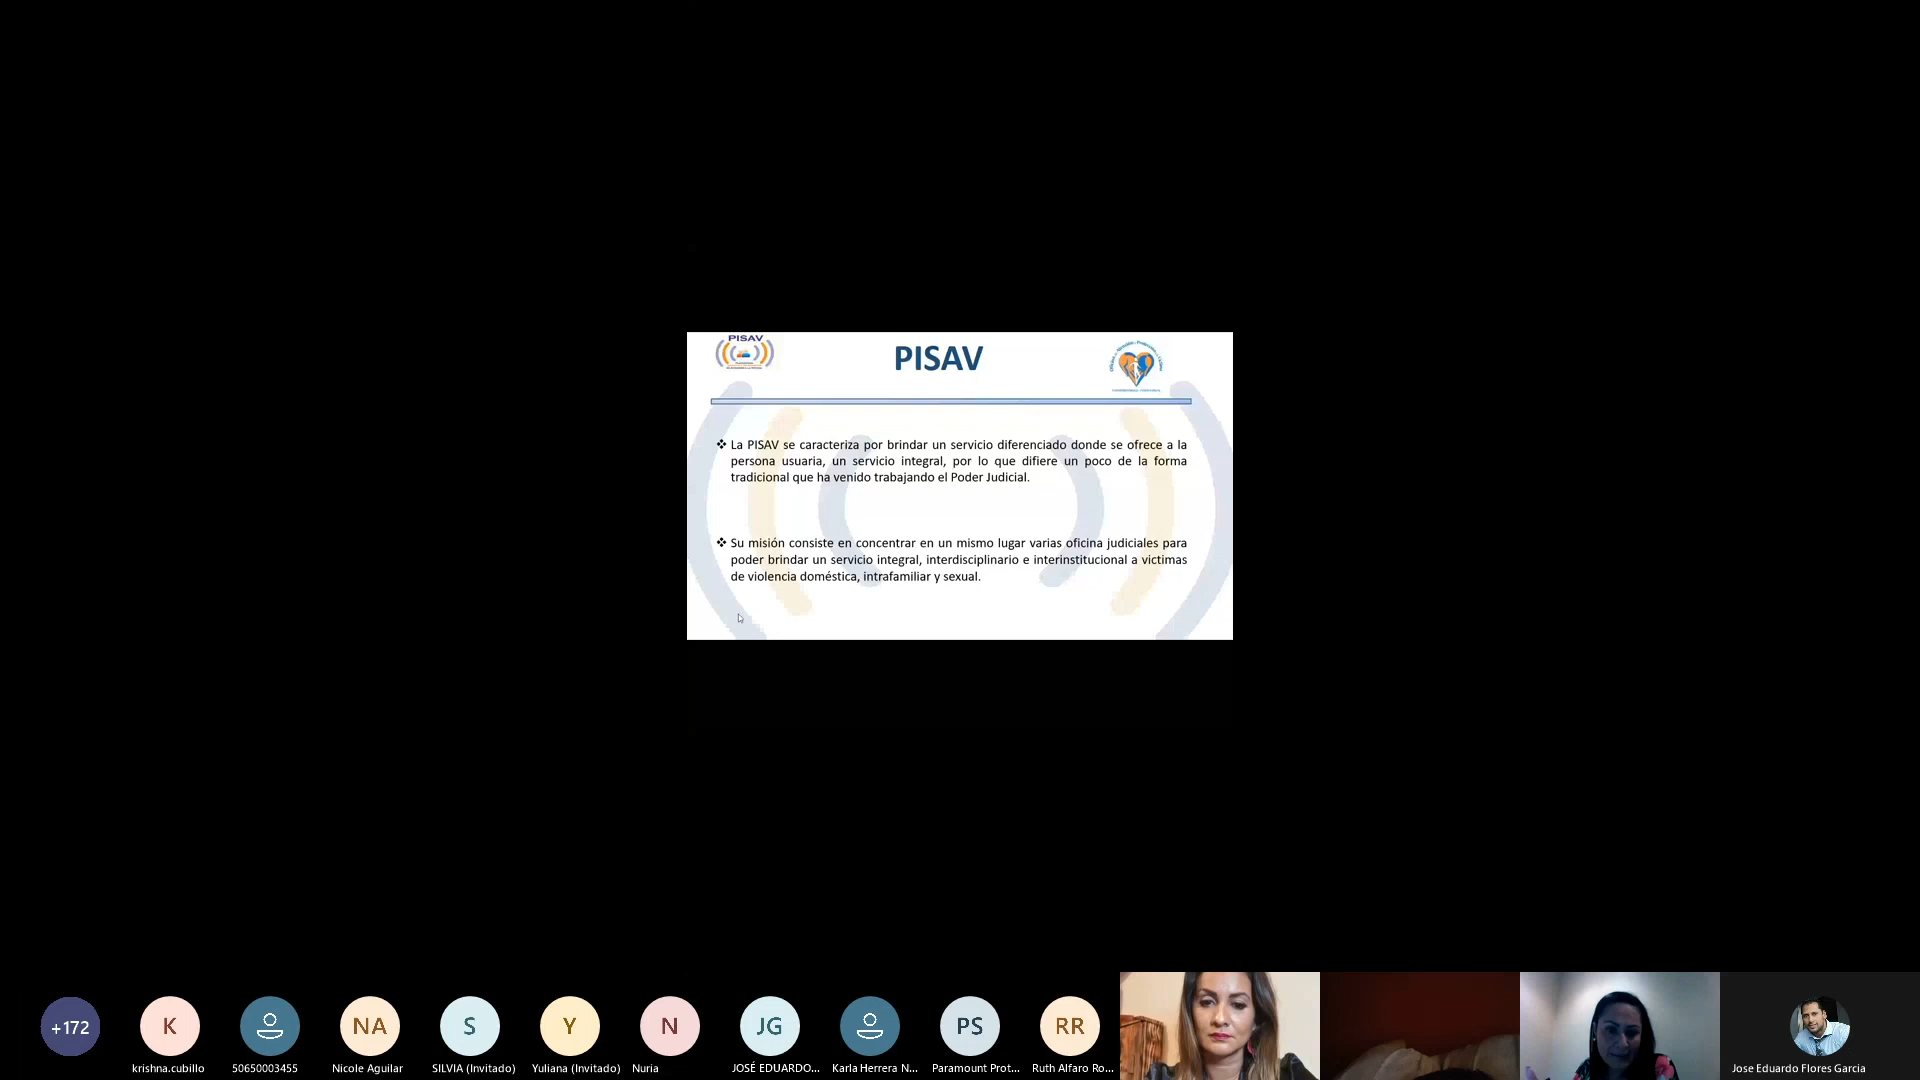 PISAV
PISAV
❖ La PISAV se caracteriza por brindar un servicio diferenciado donde se ofrece a la
persona usuaria, un servicio integral, por lo que difiere un poco de la forma
tradicional que ha venido trabajando el Poder Judicial.
❖ Su misión consiste en concentrar en un mismo lugar varias oficina judiciales para
poder brindar un servicio integral, interdisciplinario e interinstitucional a victimas
de violencia doméstica, intrafamiliar y sexual.
+172
K
NA
S
Y
N
JG
PS
RR
krishna.cubillo
50650003455
Nicole Aguilar
SILVIA (Invitado)
Yuliana (Invitado)
Nuria
JOSÉ EDUARDO...
Karla Herrera N...
Paramount Prot...
Ruth Alfaro Ro...
Jose Eduardo Flores Garcia